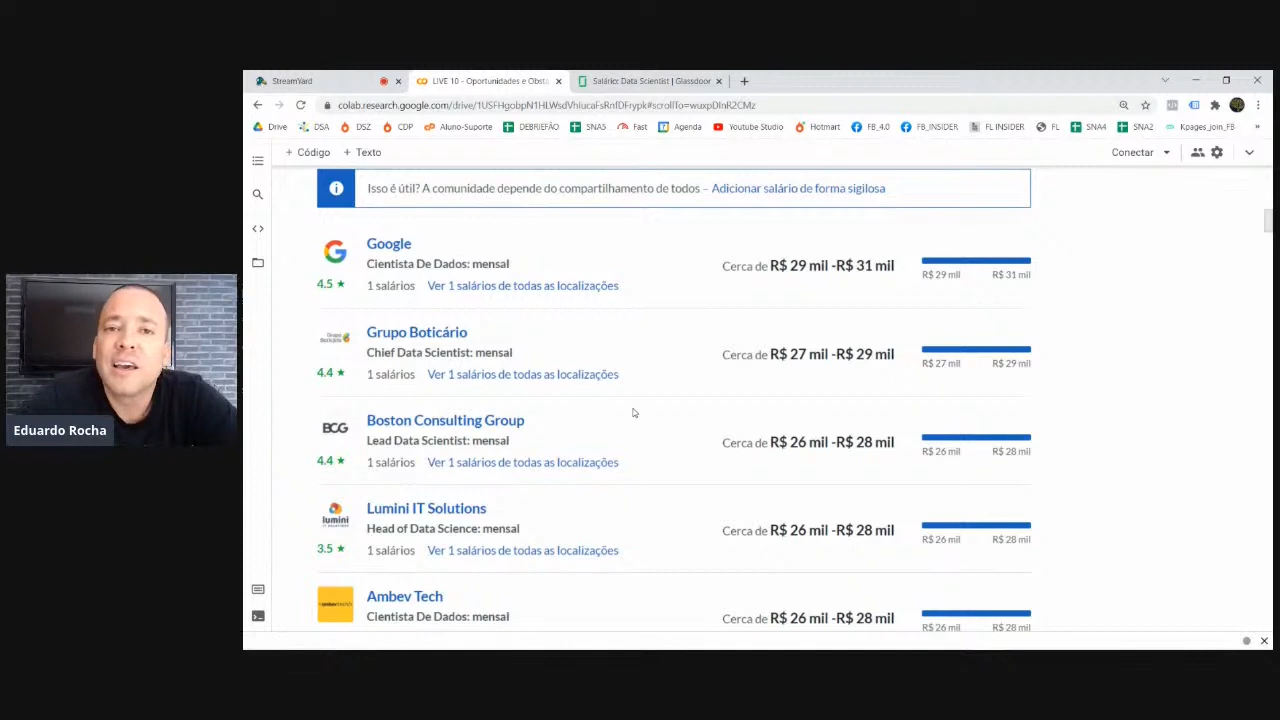 StreamYard
LIVE 10 - Oportunidades e Obsta
Salário: Data Scientist | Glassdoor
colab.research.google.com/drive/1USFHgobpN1HLWsdVhIucaFsRnfDFrypk#scrollTo=wuxpDInR2CMz
Drive
DSA
DSZ
CDP
Aluno-Suporte
DEBRIEFÃO
SNA5
Fast
Agenda
Youtube Studio
Hotmart
FB_4.0
FB_INSIDER
FL INSIDER
FL
SNA4
SNA2
Kpages_join_FB
+ Código + Texto
Conectar
Isso é útil? A comunidade depende do compartilhamento de todos – Adicionar salário de forma sigilosa
Google
Cientista De Dados: mensal
4.5 ★ 1 salários Ver 1 salários de todas as localizações
Cerca de R$ 29 mil -R$ 31 mil
R$ 29 mil R$ 31 mil
Grupo Boticário
Grupo Boticário
Chief Data Scientist: mensal
4.4 ★ 1 salários Ver 1 salários de todas as localizações
Cerca de R$ 27 mil -R$ 29 mil
R$ 27 mil R$ 29 mil
BCG
Boston Consulting Group
Lead Data Scientist: mensal
4.4 ★ 1 salários Ver 1 salários de todas as localizações
Cerca de R$ 26 mil -R$ 28 mil
R$ 26 mil R$ 28 mil
lumini
IT SOLUTIONS
Lumini IT Solutions
Head of Data Science: mensal
3.5 ★ 1 salários Ver 1 salários de todas as localizações
Cerca de R$ 26 mil -R$ 28 mil
R$ 26 mil R$ 28 mil
ambevtech
Ambev Tech
Cientista De Dados: mensal
Cerca de R$ 26 mil -R$ 28 mil
R$ 26 mil R$ 28 mil
Eduardo Rocha